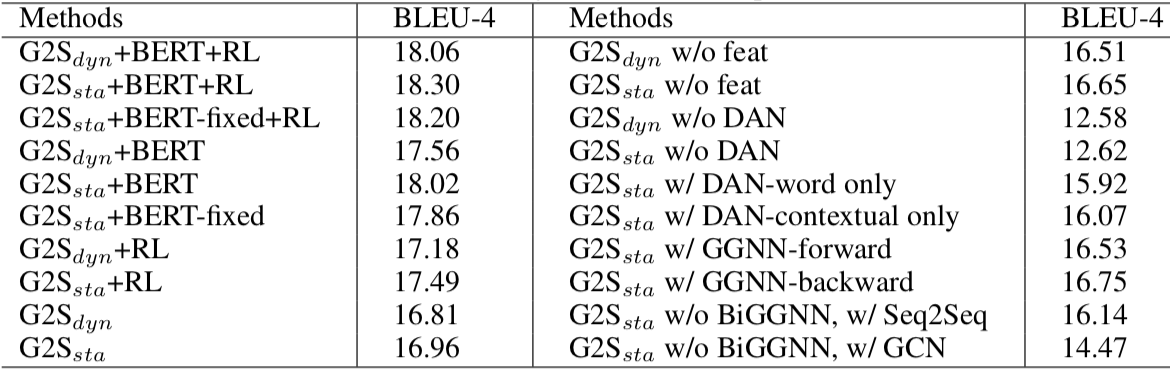 Methods BLEU-4 Methods BLEU-4
G2S_dyn+BERT+RL 18.06 G2S_dyn w/o feat 16.51
G2S_sta+BERT+RL 18.30 G2S_sta w/o feat 16.65
G2S_sta+BERT-fixed+RL 18.20 G2S_dyn w/o DAN 12.58
G2S_dyn+BERT 17.56 G2S_sta w/o DAN 12.62
G2S_sta+BERT 18.02 G2S_sta w/ DAN-word only 15.92
G2S_sta+BERT-fixed 17.86 G2S_sta w/ DAN-contextual only 16.07
G2S_dyn+RL 17.18 G2S_sta w/ GGNN-forward 16.53
G2S_sta+RL 17.49 G2S_sta w/ GGNN-backward 16.75
G2S_dyn 16.81 G2S_sta w/o BiGGNN, w/ Seq2Seq 16.14
G2S_sta 16.96 G2S_sta w/o BiGGNN, w/ GCN 14.47